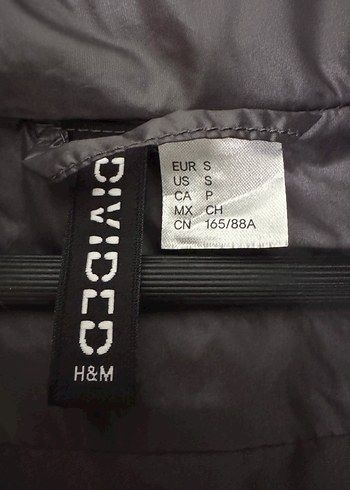 DIVIDED
H&M
EUR S
US S
CA P
MX CH
CN 165/88A